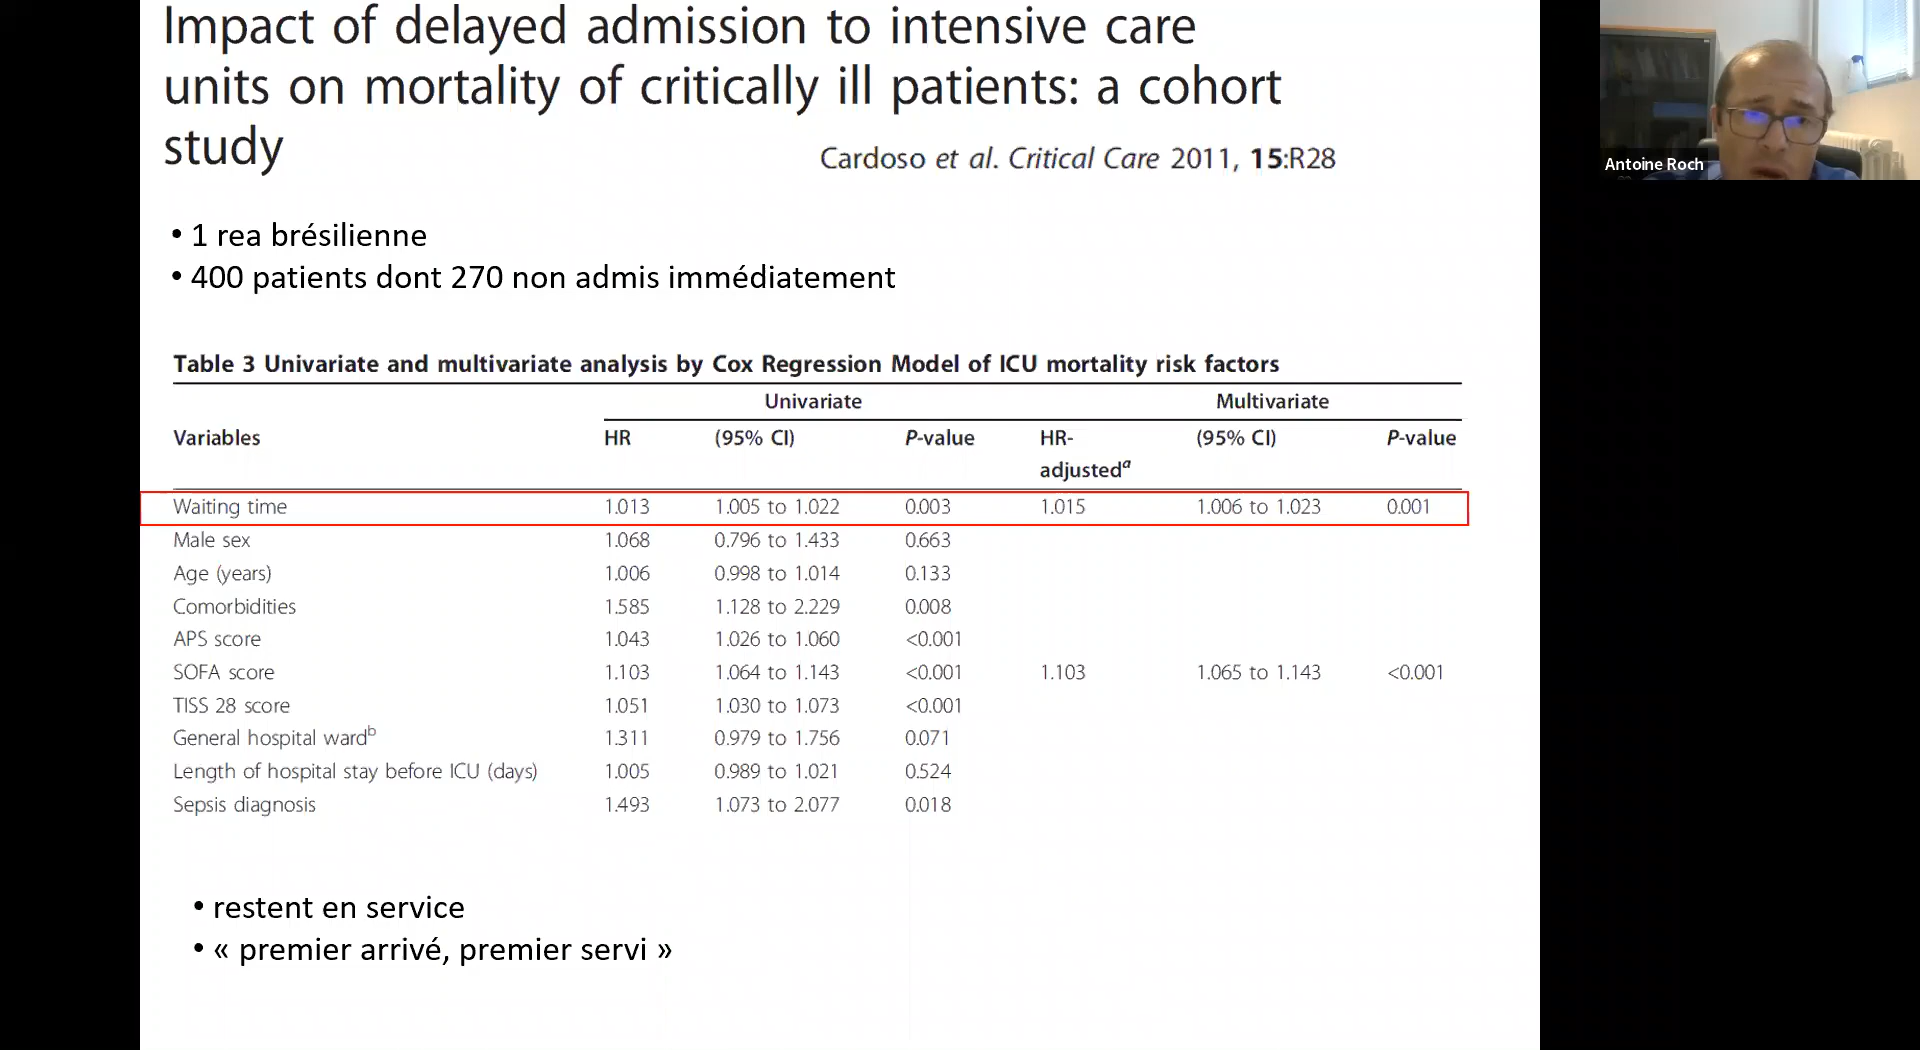 Impact of delayed admission to intensive care
units on mortality of critically ill patients: a cohort
study
Cardoso et al. Critical Care 2011, 15:R28
Antoine Roch
• 1 rea brésilienne
• 400 patients dont 270 non admis immédiatement
Table 3 Univariate and multivariate analysis by Cox Regression Model of ICU mortality risk factors
Univariate Multivariate
Variables HR (95% CI) P-value HR-adjustedᵃ (95% CI) P-value
Waiting time 1.013 1.005 to 1.022 0.003 1.015 1.006 to 1.023 0.001
Male sex 1.068 0.796 to 1.433 0.663
Age (years) 1.006 0.998 to 1.014 0.133
Comorbidities 1.585 1.128 to 2.229 0.008
APS score 1.043 1.026 to 1.060 <0.001
SOFA score 1.103 1.064 to 1.143 <0.001 1.103 1.065 to 1.143 <0.001
TISS 28 score 1.051 1.030 to 1.073 <0.001
General hospital wardᵇ 1.311 0.979 to 1.756 0.071
Length of hospital stay before ICU (days) 1.005 0.989 to 1.021 0.524
Sepsis diagnosis 1.493 1.073 to 2.077 0.018
• restent en service
• « premier arrivé, premier servi »